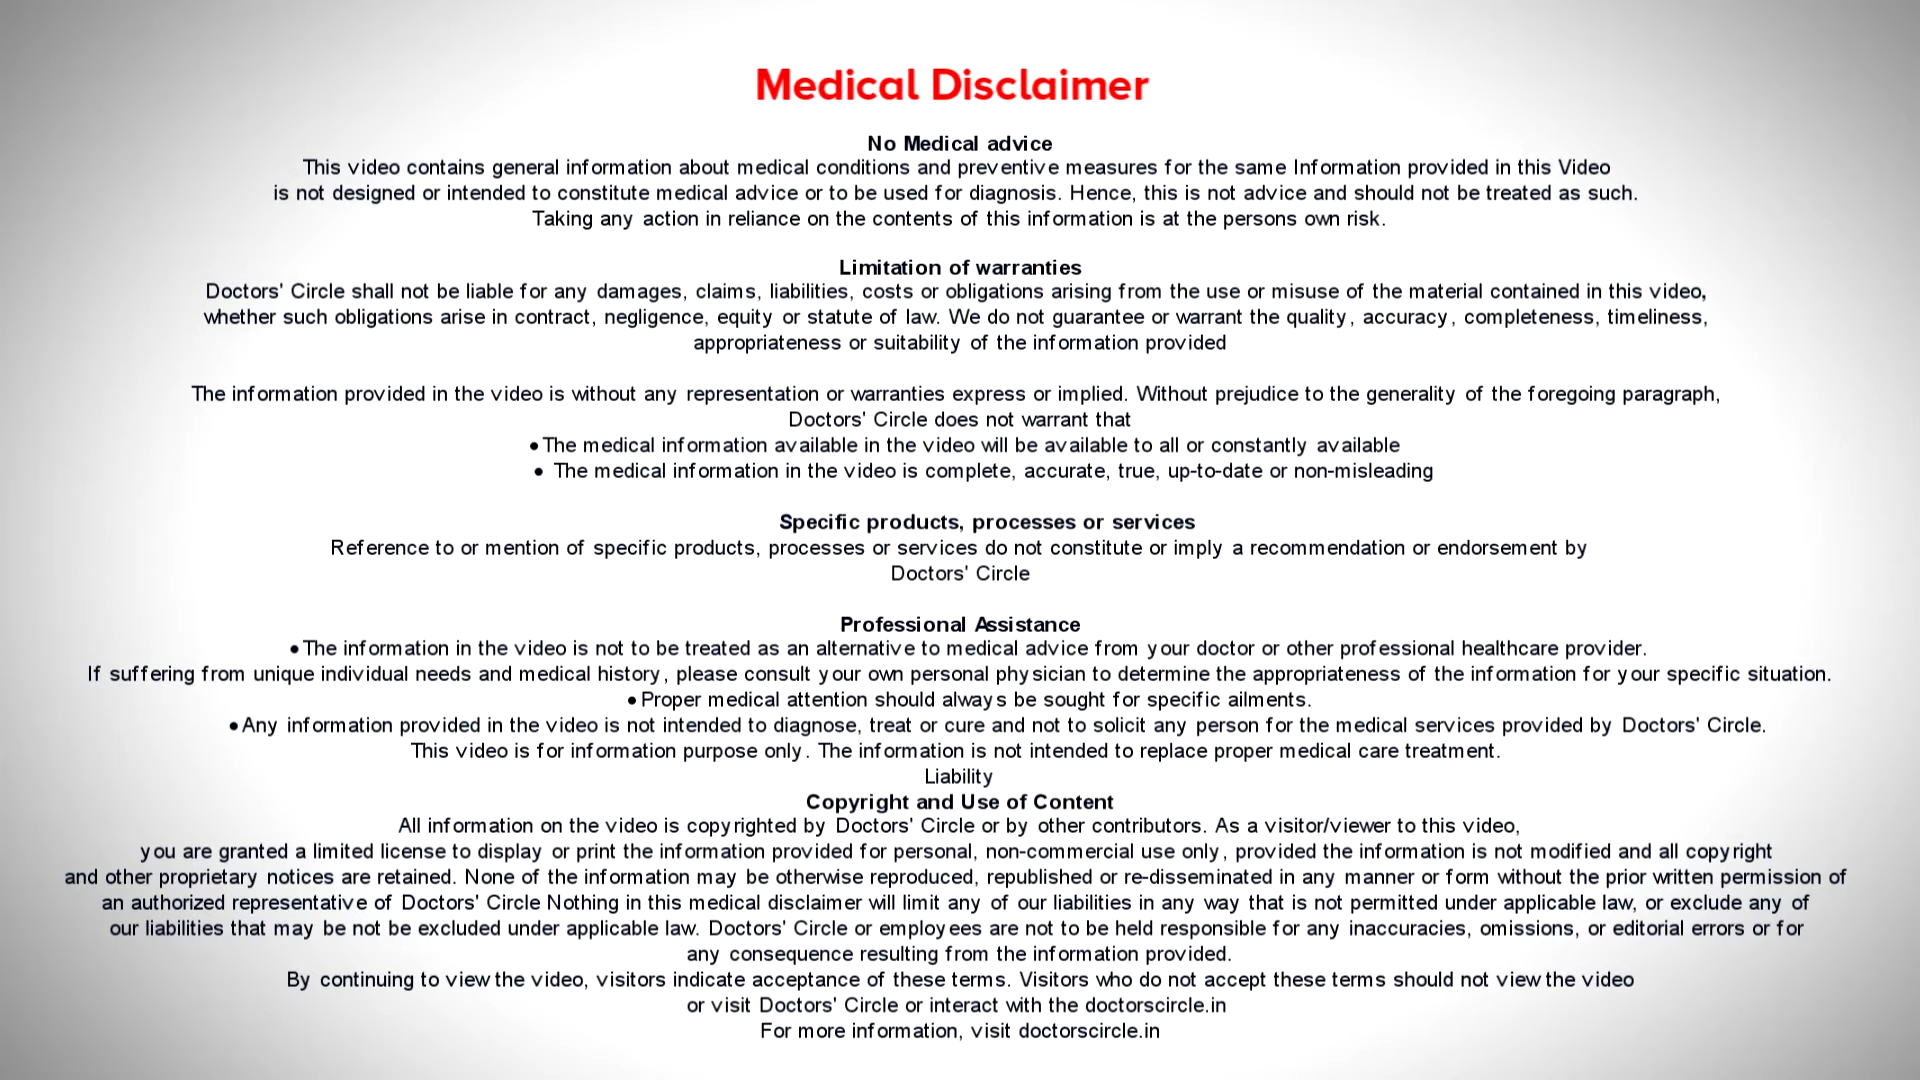 Medical Disclaimer
No Medical advice
This video contains general information about medical conditions and preventive measures for the same Information provided in this Video
is not designed or intended to constitute medical advice or to be used for diagnosis. Hence, this is not advice and should not be treated as such.
Taking any action in reliance on the contents of this information is at the persons own risk.
Limitation of warranties
Doctors' Circle shall not be liable for any damages, claims, liabilities, costs or obligations arising from the use or misuse of the material contained in this video,
whether such obligations arise in contract, negligence, equity or statute of law. We do not guarantee or warrant the quality, accuracy, completeness, timeliness,
appropriateness or suitability of the information provided
The information provided in the video is without any representation or warranties express or implied. Without prejudice to the generality of the foregoing paragraph,
Doctors' Circle does not warrant that
• The medical information available in the video will be available to all or constantly available
• The medical information in the video is complete, accurate, true, up-to-date or non-misleading
Specific products, processes or services
Reference to or mention of specific products, processes or services do not constitute or imply a recommendation or endorsement by
Doctors' Circle
Professional Assistance
• The information in the video is not to be treated as an alternative to medical advice from your doctor or other professional healthcare provider.
If suffering from unique individual needs and medical history, please consult your own personal physician to determine the appropriateness of the information for your specific situation.
• Proper medical attention should always be sought for specific ailments.
• Any information provided in the video is not intended to diagnose, treat or cure and not to solicit any person for the medical services provided by Doctors' Circle.
This video is for information purpose only. The information is not intended to replace proper medical care treatment.
Liability
Copyright and Use of Content
All information on the video is copyrighted by Doctors' Circle or by other contributors. As a visitor/viewer to this video,
you are granted a limited license to display or print the information provided for personal, non-commercial use only, provided the information is not modified and all copyright
and other proprietary notices are retained. None of the information may be otherwise reproduced, republished or re-disseminated in any manner or form without the prior written permission of
an authorized representative of Doctors' Circle Nothing in this medical disclaimer will limit any of our liabilities in any way that is not permitted under applicable law, or exclude any of
our liabilities that may be not be excluded under applicable law. Doctors' Circle or employees are not to be held responsible for any inaccuracies, omissions, or editorial errors or for
any consequence resulting from the information provided.
By continuing to view the video, visitors indicate acceptance of these terms. Visitors who do not accept these terms should not view the video
or visit Doctors' Circle or interact with the doctorscircle.in
For more information, visit doctorscircle.in